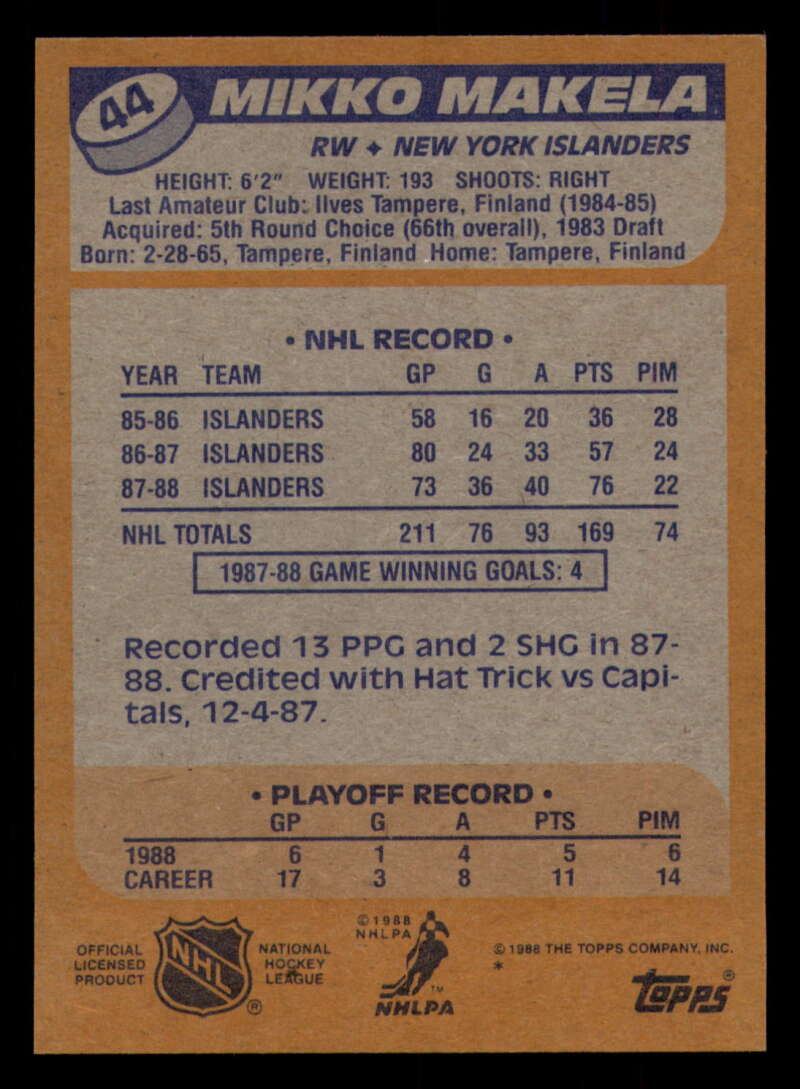 44 MIKKO MAKELA
RW ✦ NEW YORK ISLANDERS
HEIGHT: 6'2" WEIGHT: 193 SHOOTS: RIGHT
Last Amateur Club: Ilves Tampere, Finland (1984-85)
Acquired: 5th Round Choice (66th overall), 1983 Draft
Born: 2-28-65, Tampere, Finland Home: Tampere, Finland
• NHL RECORD •
YEAR TEAM GP G A PTS PIM
85-86 ISLANDERS 58 16 20 36 28
86-87 ISLANDERS 80 24 33 57 24
87-88 ISLANDERS 73 36 40 76 22
NHL TOTALS 211 76 93 169 74
1987-88 GAME WINNING GOALS: 4
Recorded 13 PPG and 2 SHG in 87-
88. Credited with Hat Trick vs Capi-
tals, 12-4-87.
• PLAYOFF RECORD •
GP G A PTS PIM
1988 6 1 4 5 6
CAREER 17 3 8 11 14
OFFICIAL
LICENSED
PRODUCT
NHL ®
NATIONAL
HOCKEY
LEAGUE
© 1988
NHLPA
TM
NHLPA
© 1988 THE TOPPS COMPANY, INC.
*
TOPPS ®